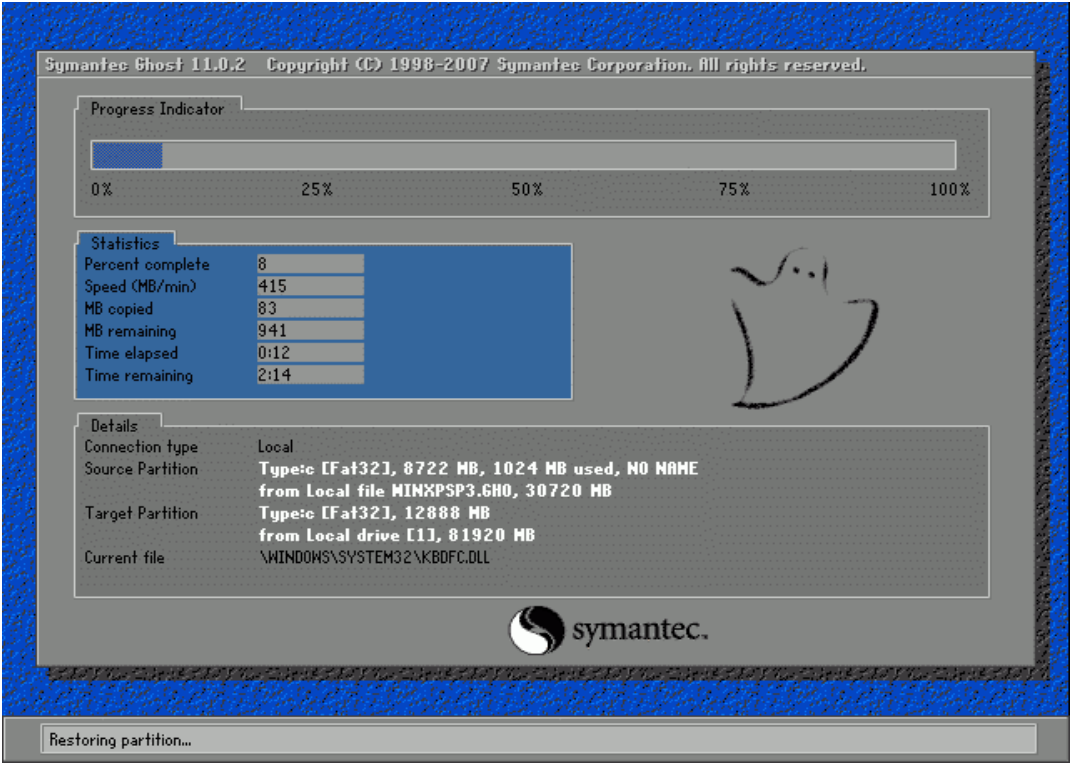 Symantec Ghost 11.0.2 Copyright (C) 1998-2007 Symantec Corporation. All rights reserved.
Progress Indicator
0% 25% 50% 75% 100%
Statistics
Percent complete 8
Speed (MB/min) 415
MB copied 83
MB remaining 941
Time elapsed 0:12
Time remaining 2:14
Details
Connection type Local
Source Partition Type:c [Fat32], 8722 MB, 1024 MB used, NO NAME
from Local file MINXPSP3.GHO, 30720 MB
Target Partition Type:c [Fat32], 12888 MB
from Local drive [1], 81920 MB
Current file \WINDOWS\SYSTEM32\KBDFC.DLL
symantec.
Restoring partition...